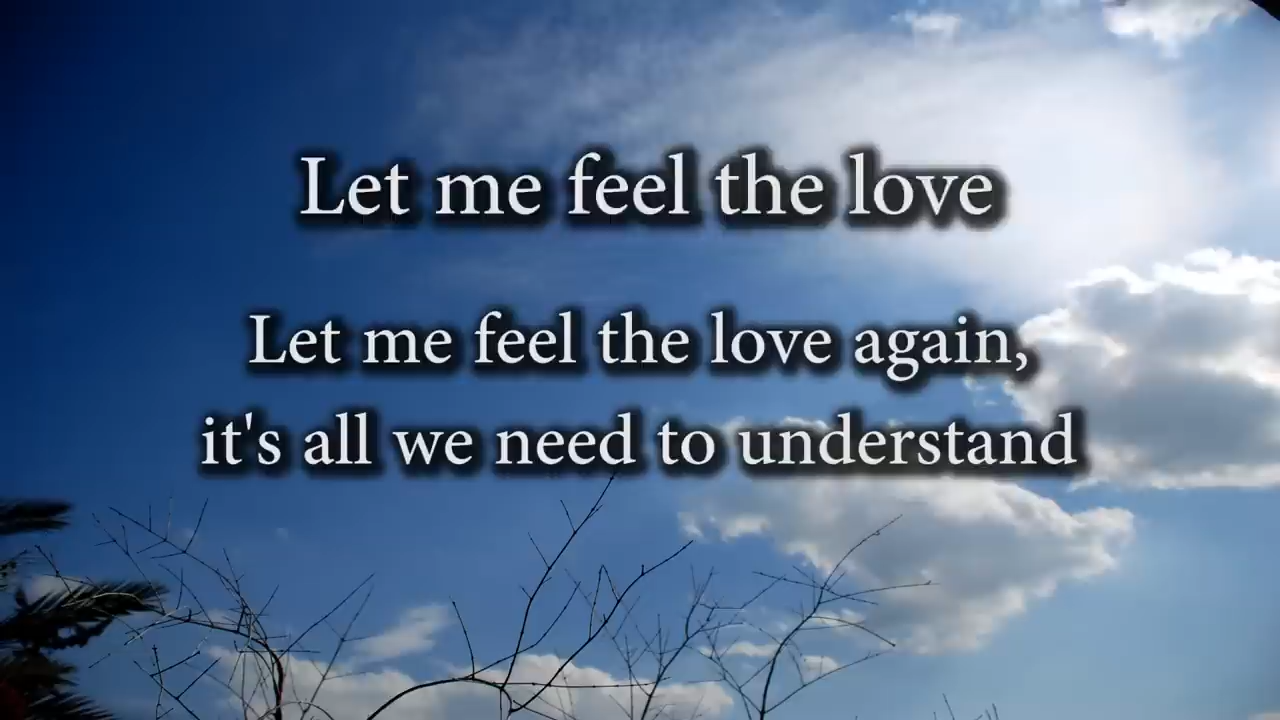 Let me feel the love
Let me feel the love again,
it's all we need to understand